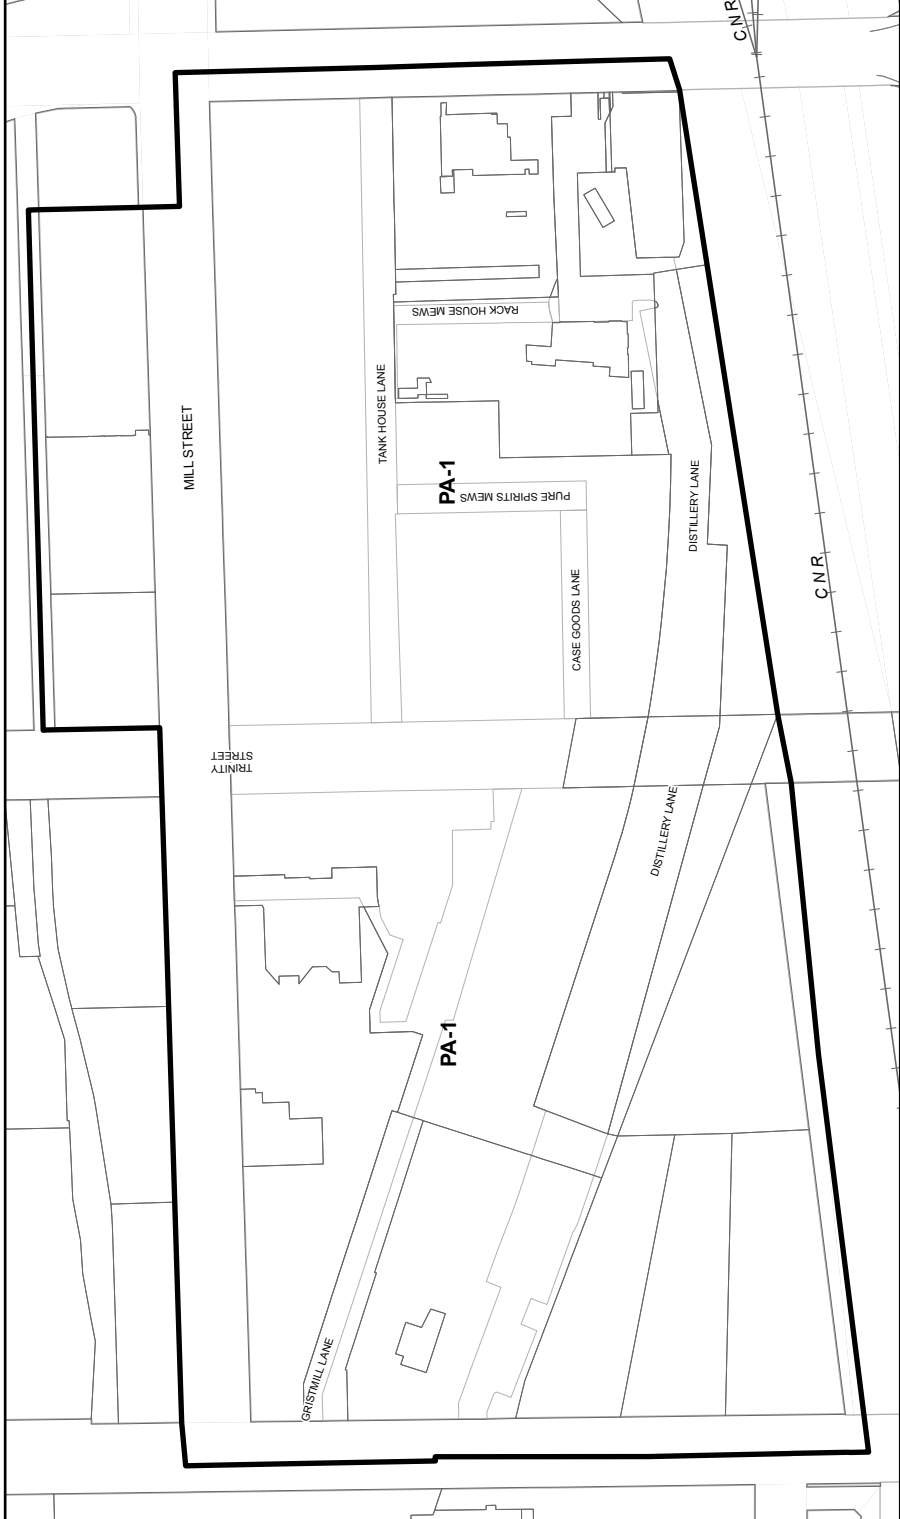 CNR
RACK HOUSE MEWS
TANK HOUSE LANE
MILL STREET
PA-1
PURE SPIRITS MEWS
DISTILLERY LANE
CNR
CASE GOODS LANE
TRINITY
STREET
DISTILLERY LANE
PA-1
GRISTMILL LANE